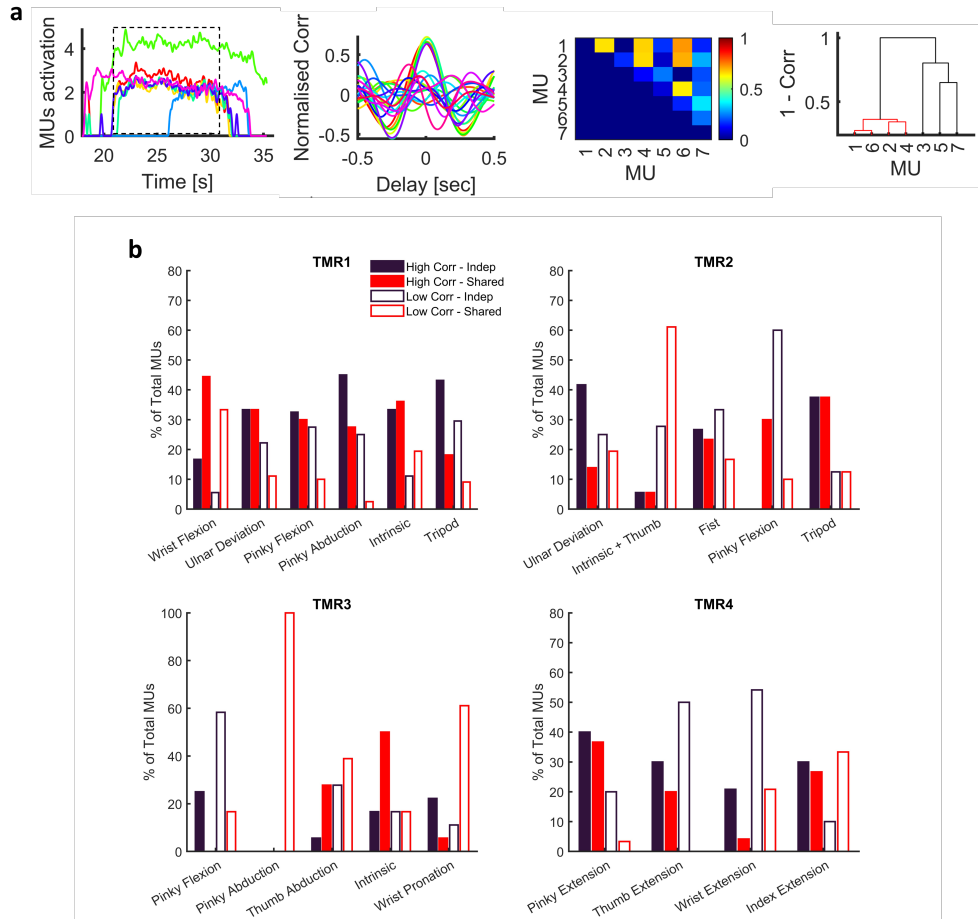 a
MUs activation
4
2
0
20
25
30
35
Time [s]
Normalised Corr
0.5
0
-0.5
-0.5
0
0.5
Delay [sec]
MU
1
2
3
4
5
6
7
1
2
3
4
5
6
7
MU
1
0.5
0
1 - Corr
1
0.5
1
6
2
4
3
5
7
MU
b
TMR1
High Corr - Indep
High Corr - Shared
Low Corr - Indep
Low Corr - Shared
% of Total MUs
80
70
60
50
40
30
20
10
0
Wrist Flexion
Ulnar Deviation
Pinky Flexion
Pinky Abduction
Intrinsic
Tripod
TMR2
% of Total MUs
80
70
60
50
40
30
20
10
0
Ulnar Deviation
Intrinsic + Thumb
Fist
Pinky Flexion
Tripod
TMR3
% of Total MUs
100
80
60
40
20
0
Pinky Flexion
Pinky Abduction
Thumb Abduction
Intrinsic
Wrist Pronation
TMR4
% of Total MUs
80
70
60
50
40
30
20
10
0
Pinky Extension
Thumb Extension
Wrist Extension
Index Extension